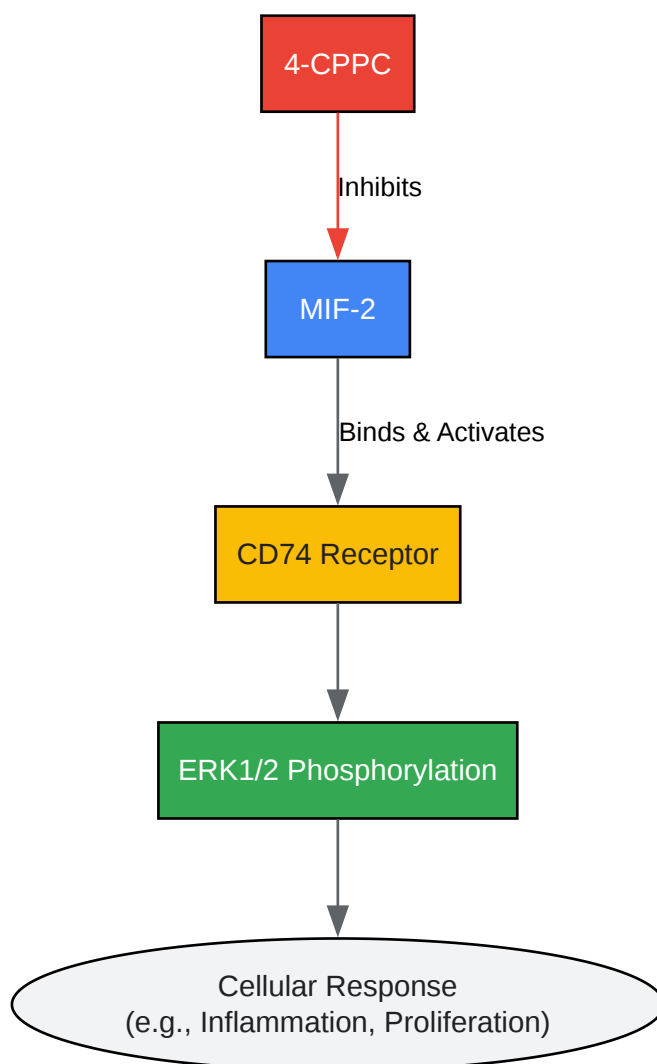 4-CPPC
Inhibits
MIF-2
Binds & Activates
CD74 Receptor
ERK1/2 Phosphorylation
Cellular Response
(e.g., Inflammation, Proliferation)